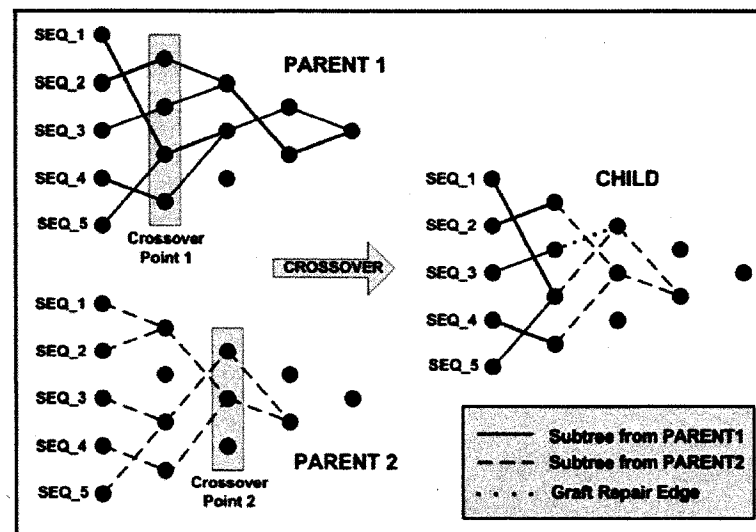 SEQ_1
PARENT 1
SEQ_2
SEQ_3
SEQ_4
SEQ_5
Crossover
Point 1
CROSSOVER
SEQ_1
CHILD
SEQ_2
SEQ_3
SEQ_4
SEQ_5
SEQ_1
SEQ_2
SEQ_3
SEQ_4
SEQ_5
Crossover
Point 2
PARENT 2
Subtree from PARENT1
Subtree from PARENT2
Graft Repair Edge